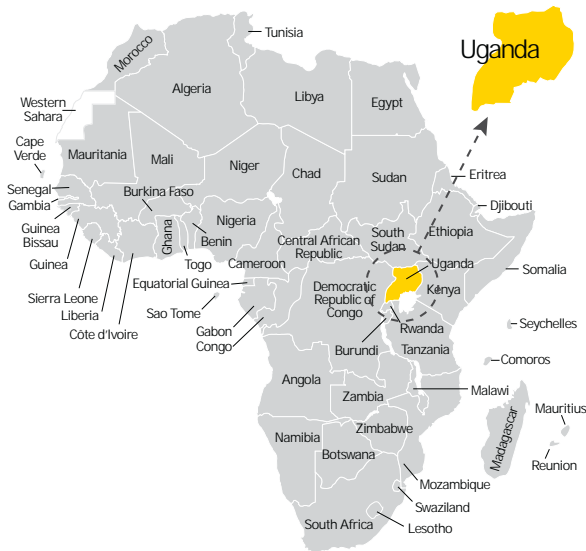 Tunisia
Uganda
Morocco
Algeria
Libya
Egypt
Western
Sahara
Cape
Verde
Mauritania
Mali
Niger
Chad
Sudan
Eritrea
Senegal
Gambia
Burkina Faso
Djibouti
Guinea
Bissau
Ghana
Nigeria
Benin
South
Sudan
Ethiopia
Guinea
Togo
Cameroon
Central African
Republic
Uganda
Somalia
Sierra Leone
Liberia
Côte d'Ivoire
Equatorial Guinea
Sao Tome
Democratic
Republic of
Congo
Kenya
Gabon
Congo
Rwanda
Burundi
Tanzania
Seychelles
Comoros
Angola
Zambia
Malawi
Mauritius
Madagascar
Zimbabwe
Namibia
Botswana
Reunion
Mozambique
Swaziland
South Africa
Lesotho